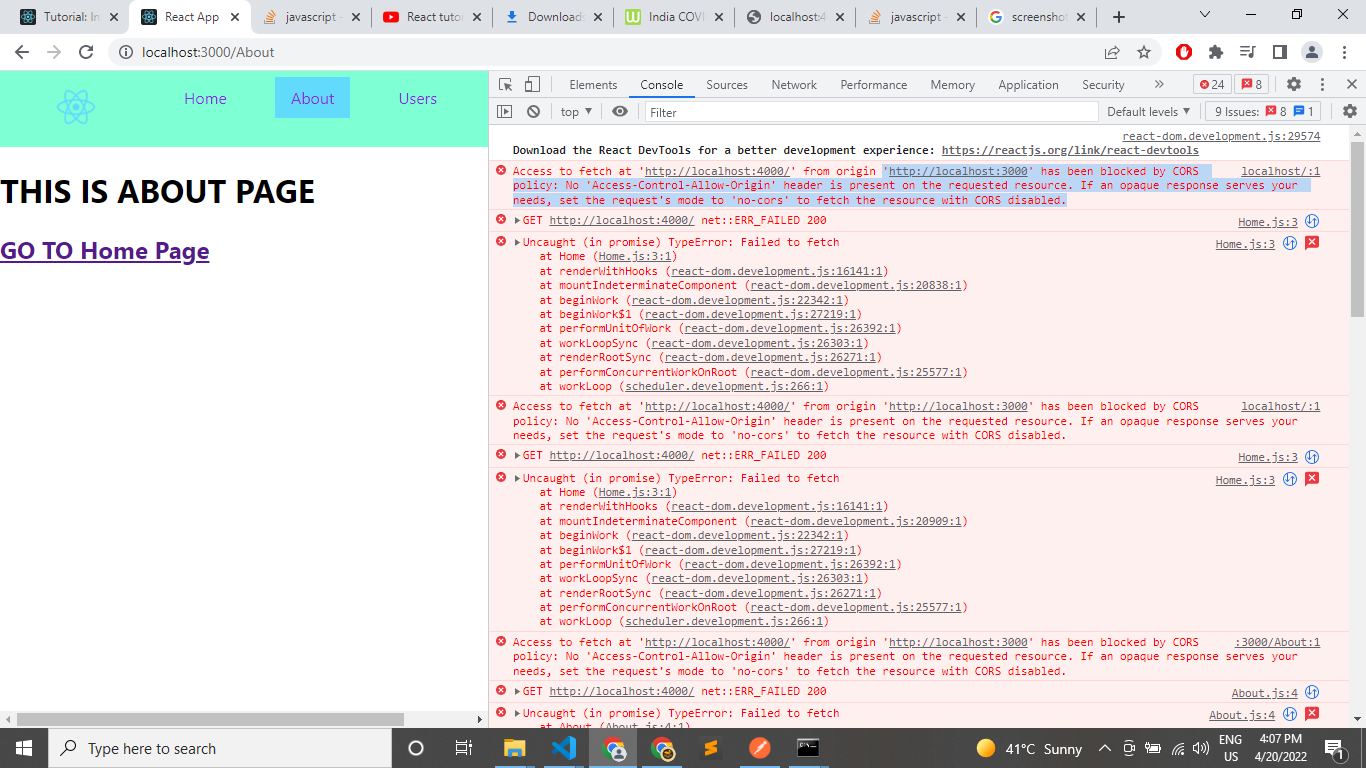 Tutorial: In
React App
javascript -
React tutor
Downloads
India COVI
localhost:4
javascript -
screenshot
localhost:3000/About
Home
About
Users
THIS IS ABOUT PAGE
GO TO Home Page
Elements
Console
Sources
Network
Performance
Memory
Application
Security
24
8
top
Filter
Default levels
9 Issues:
8
1
react-dom.development.js:29574
Download the React DevTools for a better development experience: https://reactjs.org/link/react-devtools
Access to fetch at 'http://localhost:4000/' from origin 'http://localhost:3000' has been blocked by CORS localhost/:1
policy: No 'Access-Control-Allow-Origin' header is present on the requested resource. If an opaque response serves your
needs, set the request's mode to 'no-cors' to fetch the resource with CORS disabled.
GET http://localhost:4000/ net::ERR_FAILED 200 Home.js:3
Uncaught (in promise) TypeError: Failed to fetch Home.js:3
at Home (Home.js:3:1)
at renderWithHooks (react-dom.development.js:16141:1)
at mountIndeterminateComponent (react-dom.development.js:20838:1)
at beginWork (react-dom.development.js:22342:1)
at beginWork$1 (react-dom.development.js:27219:1)
at performUnitOfWork (react-dom.development.js:26392:1)
at workLoopSync (react-dom.development.js:26303:1)
at renderRootSync (react-dom.development.js:26271:1)
at performConcurrentWorkOnRoot (react-dom.development.js:25577:1)
at workLoop (scheduler.development.js:266:1)
Access to fetch at 'http://localhost:4000/' from origin 'http://localhost:3000' has been blocked by CORS localhost/:1
policy: No 'Access-Control-Allow-Origin' header is present on the requested resource. If an opaque response serves your
needs, set the request's mode to 'no-cors' to fetch the resource with CORS disabled.
GET http://localhost:4000/ net::ERR_FAILED 200 Home.js:3
Uncaught (in promise) TypeError: Failed to fetch Home.js:3
at Home (Home.js:3:1)
at renderWithHooks (react-dom.development.js:16141:1)
at mountIndeterminateComponent (react-dom.development.js:20909:1)
at beginWork (react-dom.development.js:22342:1)
at beginWork$1 (react-dom.development.js:27219:1)
at performUnitOfWork (react-dom.development.js:26392:1)
at workLoopSync (react-dom.development.js:26303:1)
at renderRootSync (react-dom.development.js:26271:1)
at performConcurrentWorkOnRoot (react-dom.development.js:25577:1)
at workLoop (scheduler.development.js:266:1)
Access to fetch at 'http://localhost:4000/' from origin 'http://localhost:3000' has been blocked by CORS :3000/About:1
policy: No 'Access-Control-Allow-Origin' header is present on the requested resource. If an opaque response serves your
needs, set the request's mode to 'no-cors' to fetch the resource with CORS disabled.
GET http://localhost:4000/ net::ERR_FAILED 200 About.js:4
Uncaught (in promise) TypeError: Failed to fetch About.js:4
at About (About.js:4:1)
Type here to search
41°C Sunny
ENG
US
4:07 PM
4/20/2022
1